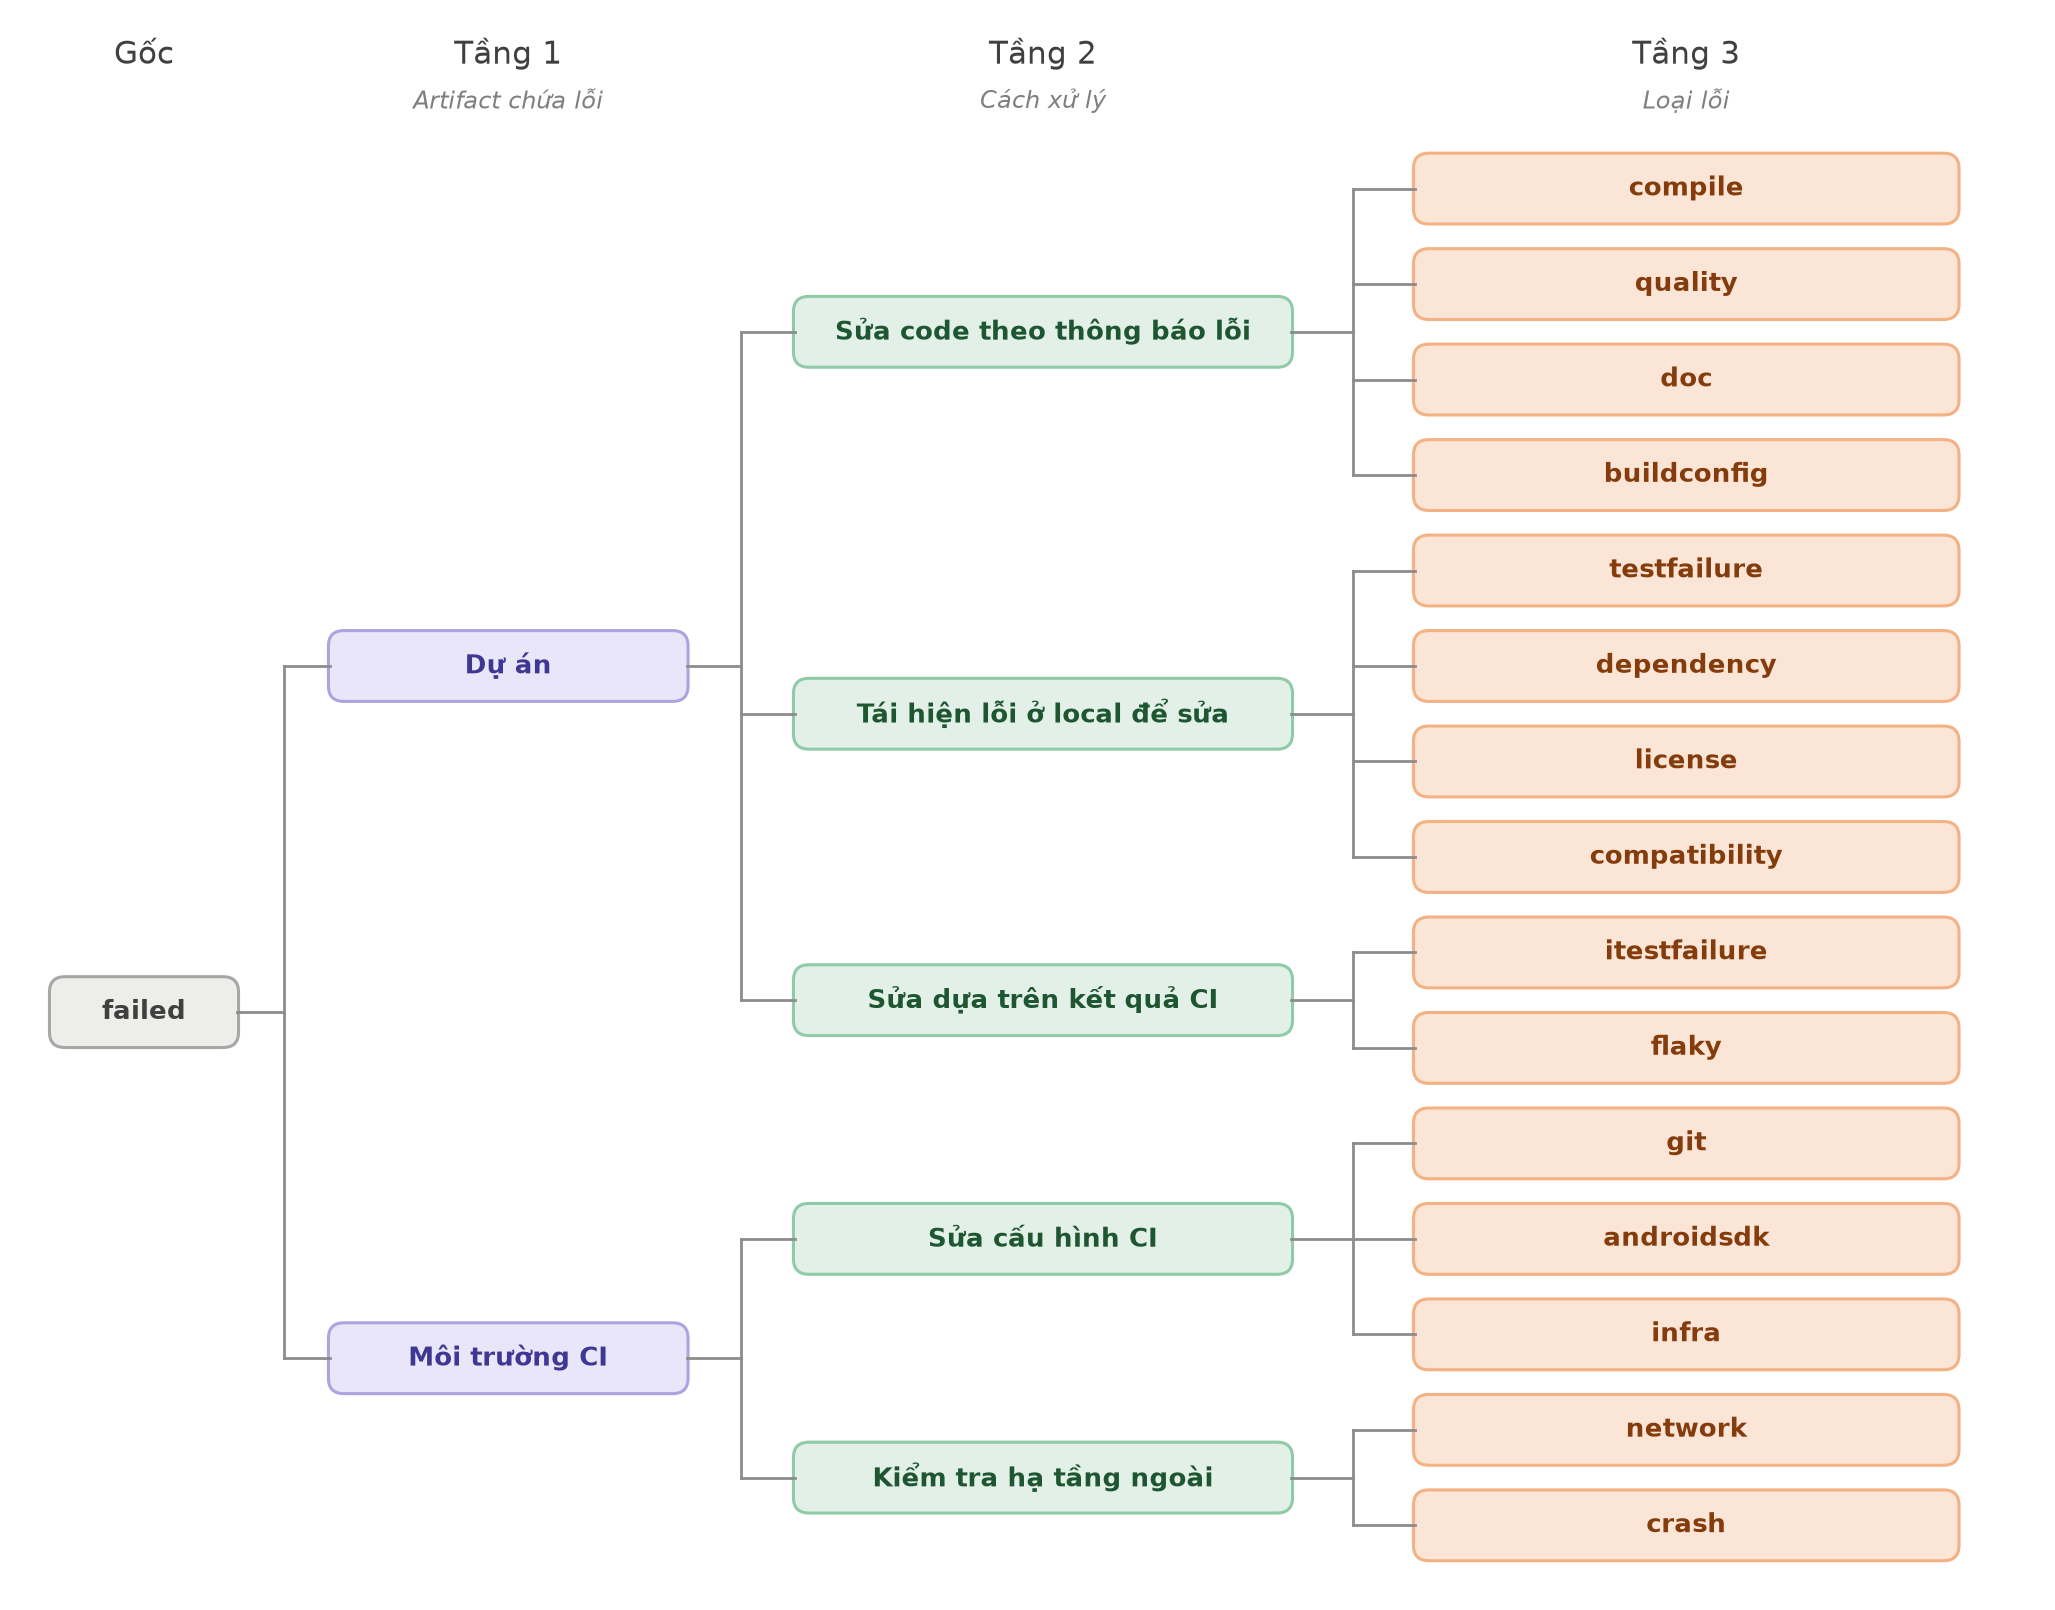 Gốc
Tầng 1
Tầng 2
Tầng 3
Artifact chứa lỗi
Cách xử lý
Loại lỗi
compile
quality
Sửa code theo thông báo lỗi
doc
buildconfig
testfailure
Dự án
dependency
Tái hiện lỗi ở local để sửa
license
compatibility
itestfailure
Sửa dựa trên kết quả CI
failed
flaky
git
Sửa cấu hình CI
androidsdk
infra
Môi trường CI
network
Kiểm tra hạ tầng ngoài
crash